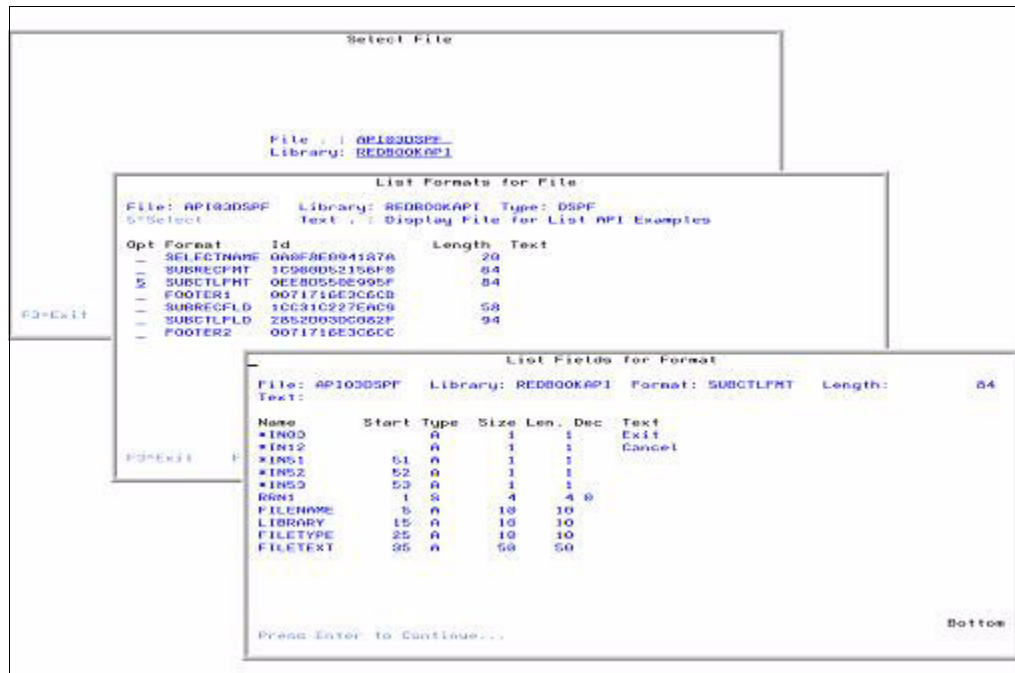 Select File
File . : API03DSPF
Library: REDBOOKAPI
F3=Exit
List Formats for File
File: API03DSPF Library: REDBOOKAPI Type: DSPF
5=Select Text . : Display File for List API Examples
Opt Format Id Length Text
_ SELECTNAME 0A8F8E894187A 20
_ SUBRECFMT 84
5 SUBCTLFMT 0EE80558E995F 84
_ FOOTER1 0071716E3C6CB
_ SUBRECFLD 1CC31C227EAC9 58
_ SUBCTLFLD 94
_ FOOTER2 0071716E3C6CC
F3=Exit F
List Fields for Format
File: API03DSPF Library: REDBOOKAPI Format: SUBCTLFMT Length: 84
Text:
Name Start Type Size Len. Dec Text
*IN03 A 1 1 Exit
*IN12 A 1 1 Cancel
*IN51 51 A 1 1
*IN52 52 A 1 1
*IN53 53 A 1 1
RRN1 1 S 4 4 0
FILENAME 5 A 10 10
LIBRARY 15 A 10 10
FILETYPE 25 A 10 10
FILETEXT 35 A 50 50
Bottom
Press Enter to Continue...